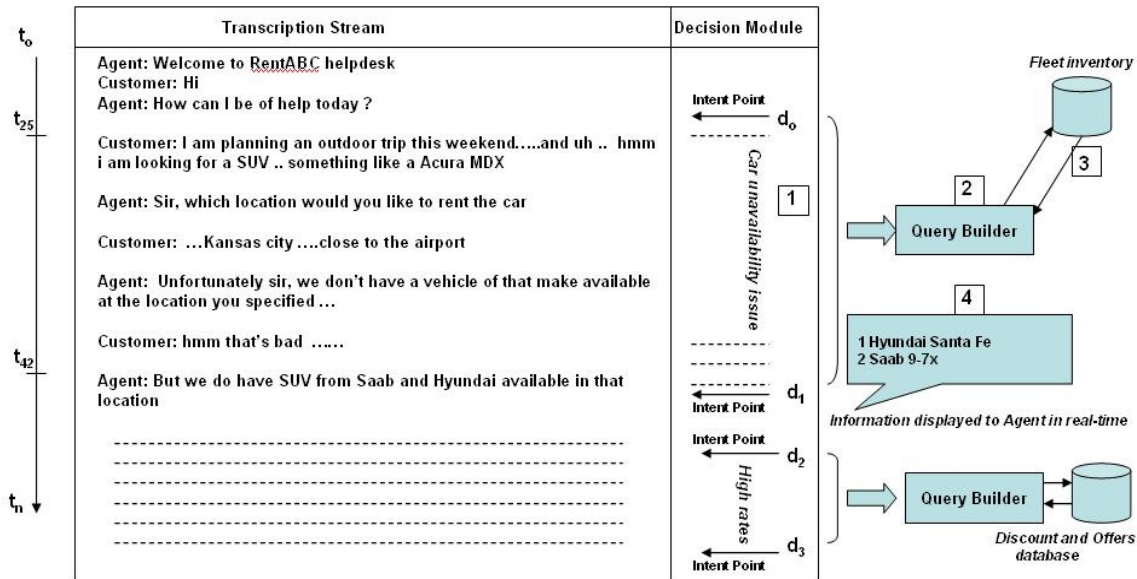 Transcription Stream
Decision Module
to
Agent: Welcome to RentABC helpdesk
Customer: Hi
Agent: How can I be of help today ?
t25
Customer: I am planning an outdoor trip this weekend.....and uh .. hmm
i am looking for a SUV .. something like a Acura MDX
Agent: Sir, which location would you like to rent the car
Customer: ...Kansas city ....close to the airport
Agent: Unfortunately sir, we don't have a vehicle of that make available
at the location you specified ...
Customer: hmm that's bad ......
t42
Agent: But we do have SUV from Saab and Hyundai available in that
location
tn
Intent Point
do
Car unavailability issue
1
d1
Intent Point
Intent Point
d2
High rates
d3
Intent Point
Fleet inventory
2
3
Query Builder
4
1 Hyundai Santa Fe
2 Saab 9-7x
Information displayed to Agent in real-time
Query Builder
Discount and Offers
database